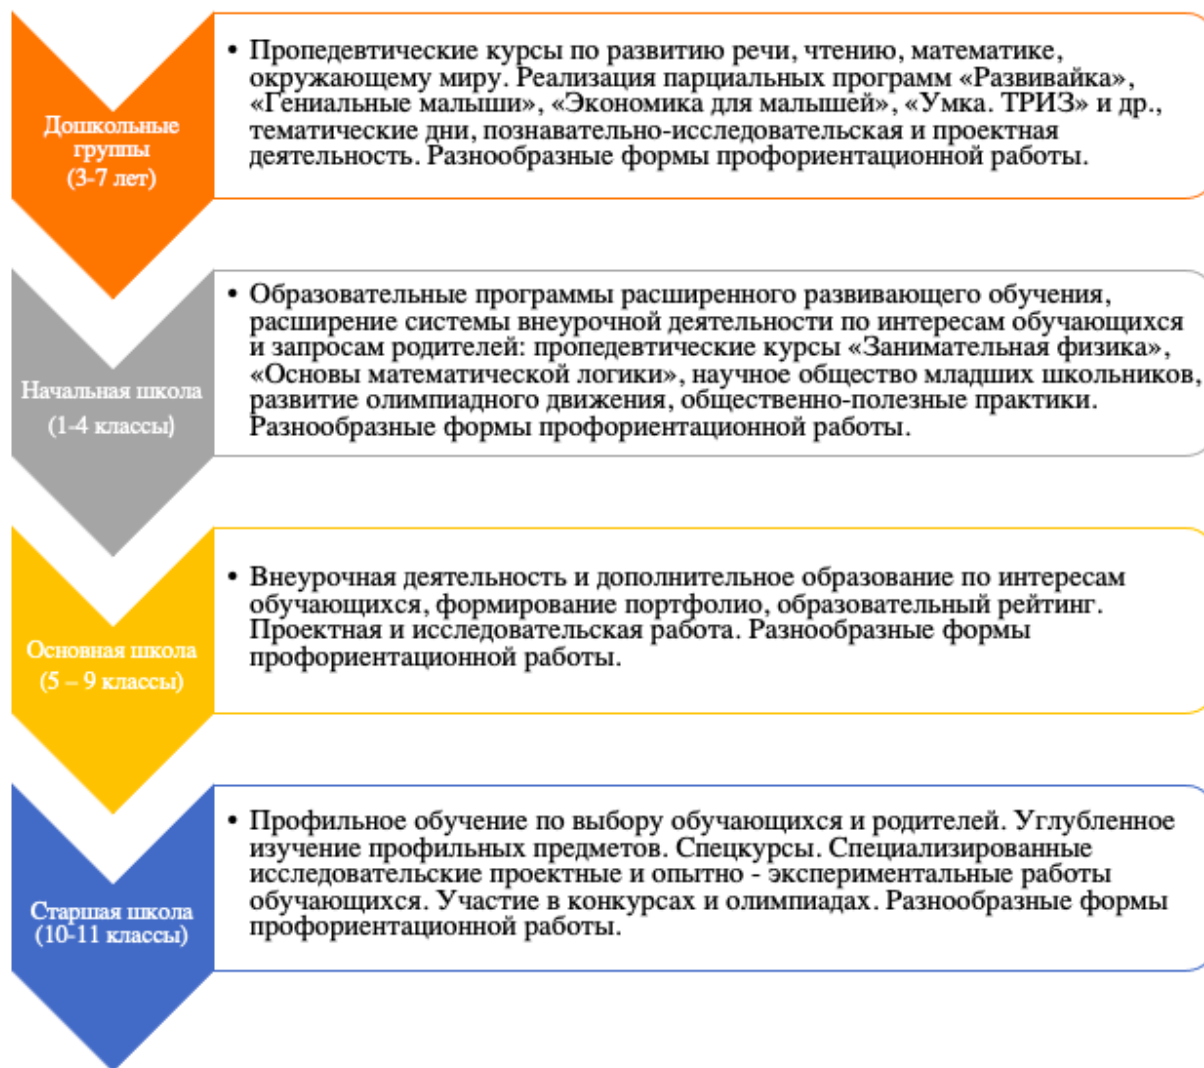 Дошкольные
группы
(3-7 лет)
• Пропедевтические курсы по развитию речи, чтению, математике,
окружающему миру. Реализация парциальных программ «Развивайка»,
«Гениальные малыши», «Экономика для малышей», «Умка. ТРИЗ» и др.,
тематические дни, познавательно-исследовательская и проектная
деятельность. Разнообразные формы профориентационной работы.
Начальная школа
(1-4 классы)
• Образовательные программы расширенного развивающего обучения,
расширение системы внеурочной деятельности по интересам обучающихся
и запросам родителей: пропедевтические курсы «Занимательная физика»,
«Основы математической логики», научное общество младших школьников,
развитие олимпиадного движения, общественно-полезные практики.
Разнообразные формы профориентационной работы.
Основная школа
(5 – 9 классы)
• Внеурочная деятельность и дополнительное образование по интересам
обучающихся, формирование портфолио, образовательный рейтинг.
Проектная и исследовательская работа. Разнообразные формы
профориентационной работы.
Старшая школа
(10-11 классы)
• Профильное обучение по выбору обучающихся и родителей. Углубленное
изучение профильных предметов. Спецкурсы. Специализированные
исследовательские проектные и опытно - экспериментальные работы
обучающихся. Участие в конкурсах и олимпиадах. Разнообразные формы
профориентационной работы.